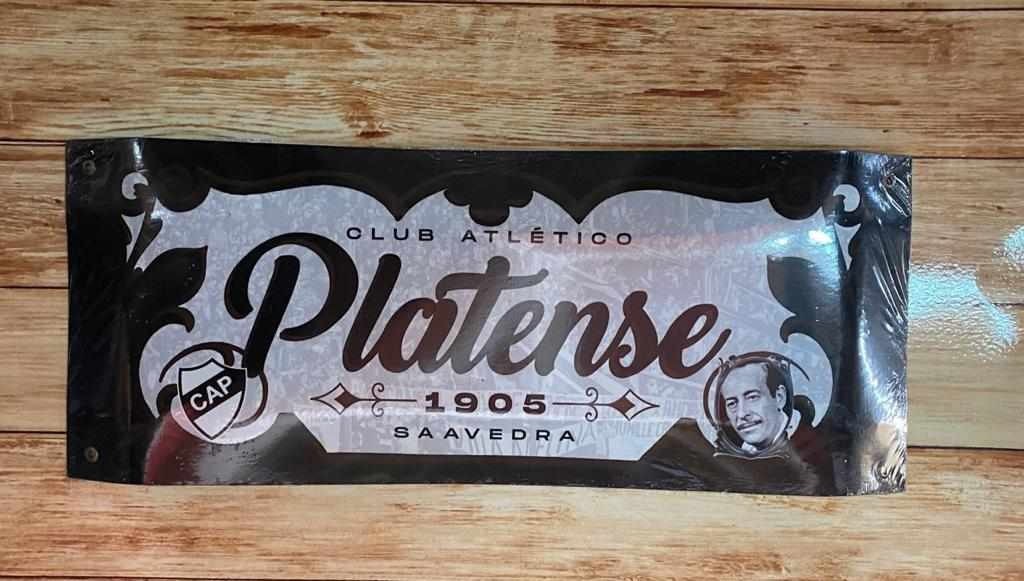 CLUB ATLÉTICO
Platense
CAP
1905
SAAVEDRA